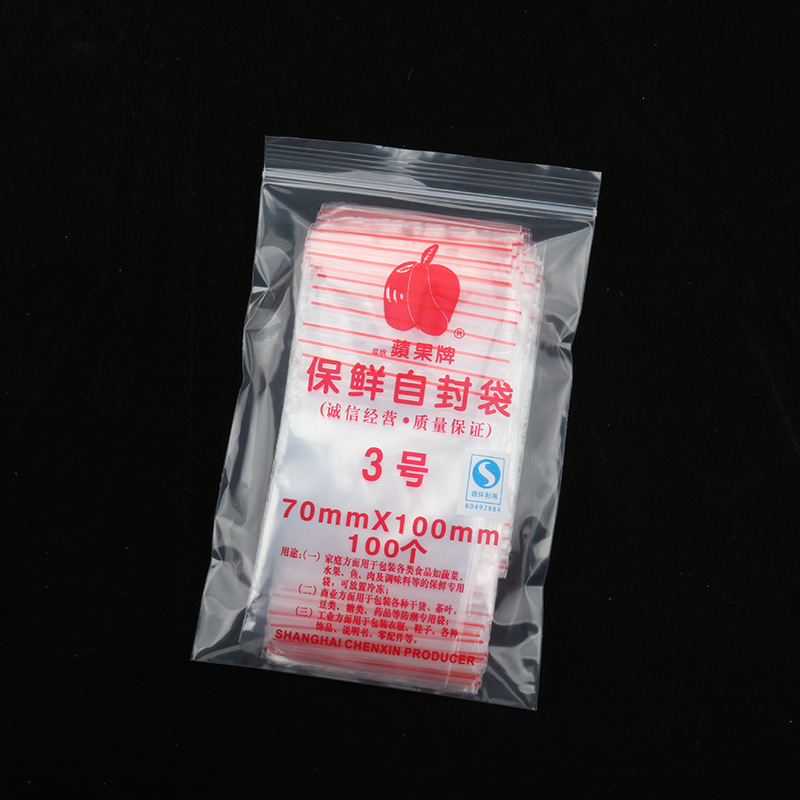 ®
蘋果牌
保鲜自封袋
(诚信经营·质量保证)
3号
70mmX100mm
100个
80492984
用途:(一)家庭方面用于包装各类食品如蔬菜、
水果、鱼、肉及调味料等的保鲜专用
袋,可放置冷冻;
(二)商业方面用于包装各种干货、茶叶、
豆类、糖类、药品等防潮专用袋;
(三)工业方面用于包装衣服、鞋子、各种
饰品、说明书、零配件等。
SHANGHAI CHENXIN PRODUCER